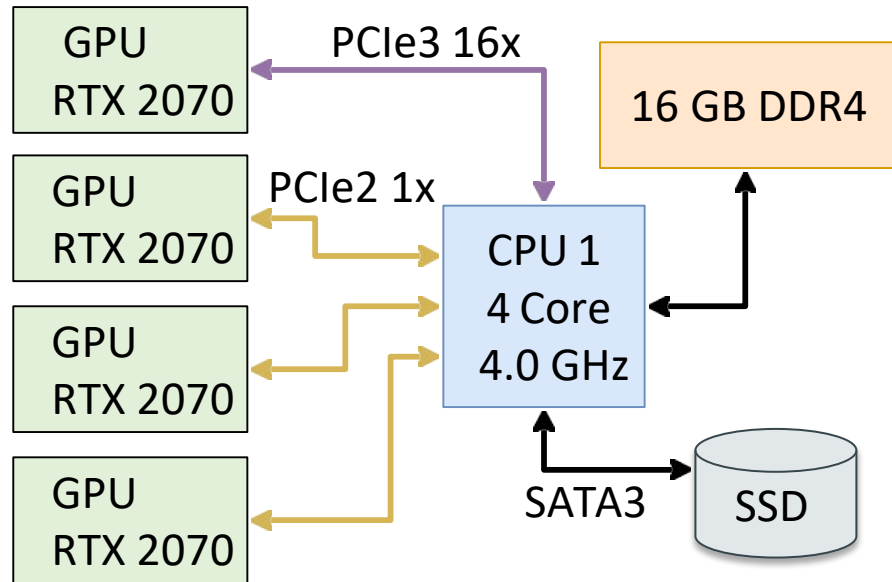 GPU
RTX 2070
PCIe3 16x
16 GB DDR4
GPU
RTX 2070
PCIe2 1x
CPU 1
4 Core
4.0 GHz
GPU
RTX 2070
GPU
RTX 2070
SATA3
SSD